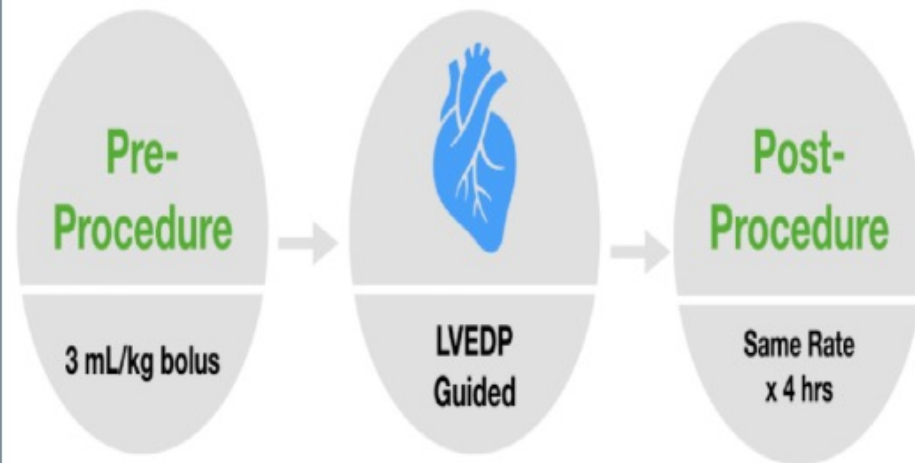 Pre-
Procedure
3 mL/kg bolus
LVEDP
Guided
Post-
Procedure
Same Rate
x 4 hrs